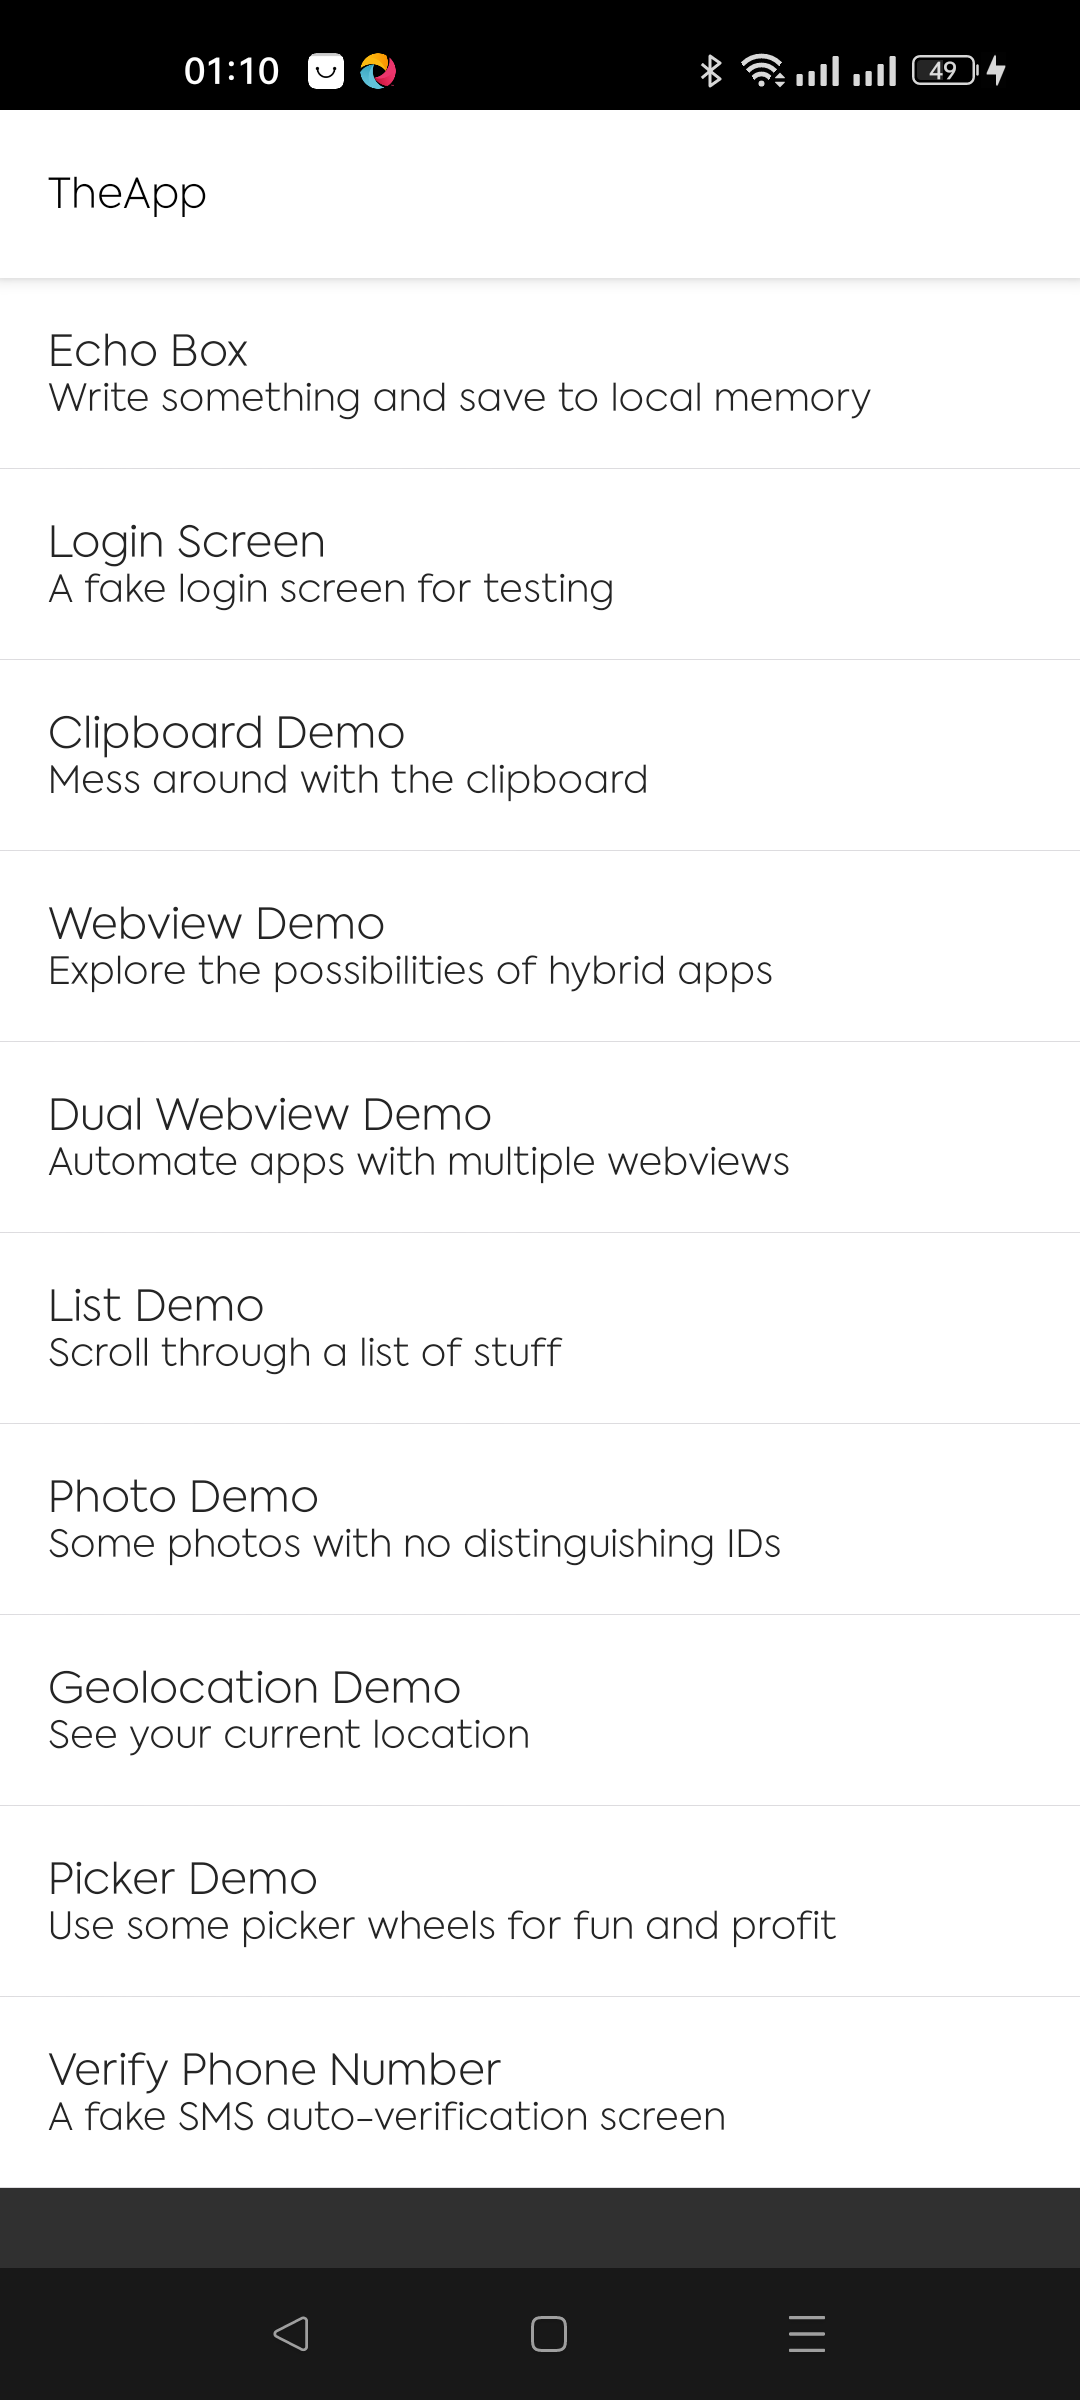 01:10
49
TheApp
Echo Box
Write something and save to local memory
Login Screen
A fake login screen for testing
Clipboard Demo
Mess around with the clipboard
Webview Demo
Explore the possibilities of hybrid apps
Dual Webview Demo
Automate apps with multiple webviews
List Demo
Scroll through a list of stuff
Photo Demo
Some photos with no distinguishing IDs
Geolocation Demo
See your current location
Picker Demo
Use some picker wheels for fun and profit
Verify Phone Number
A fake SMS auto-verification screen